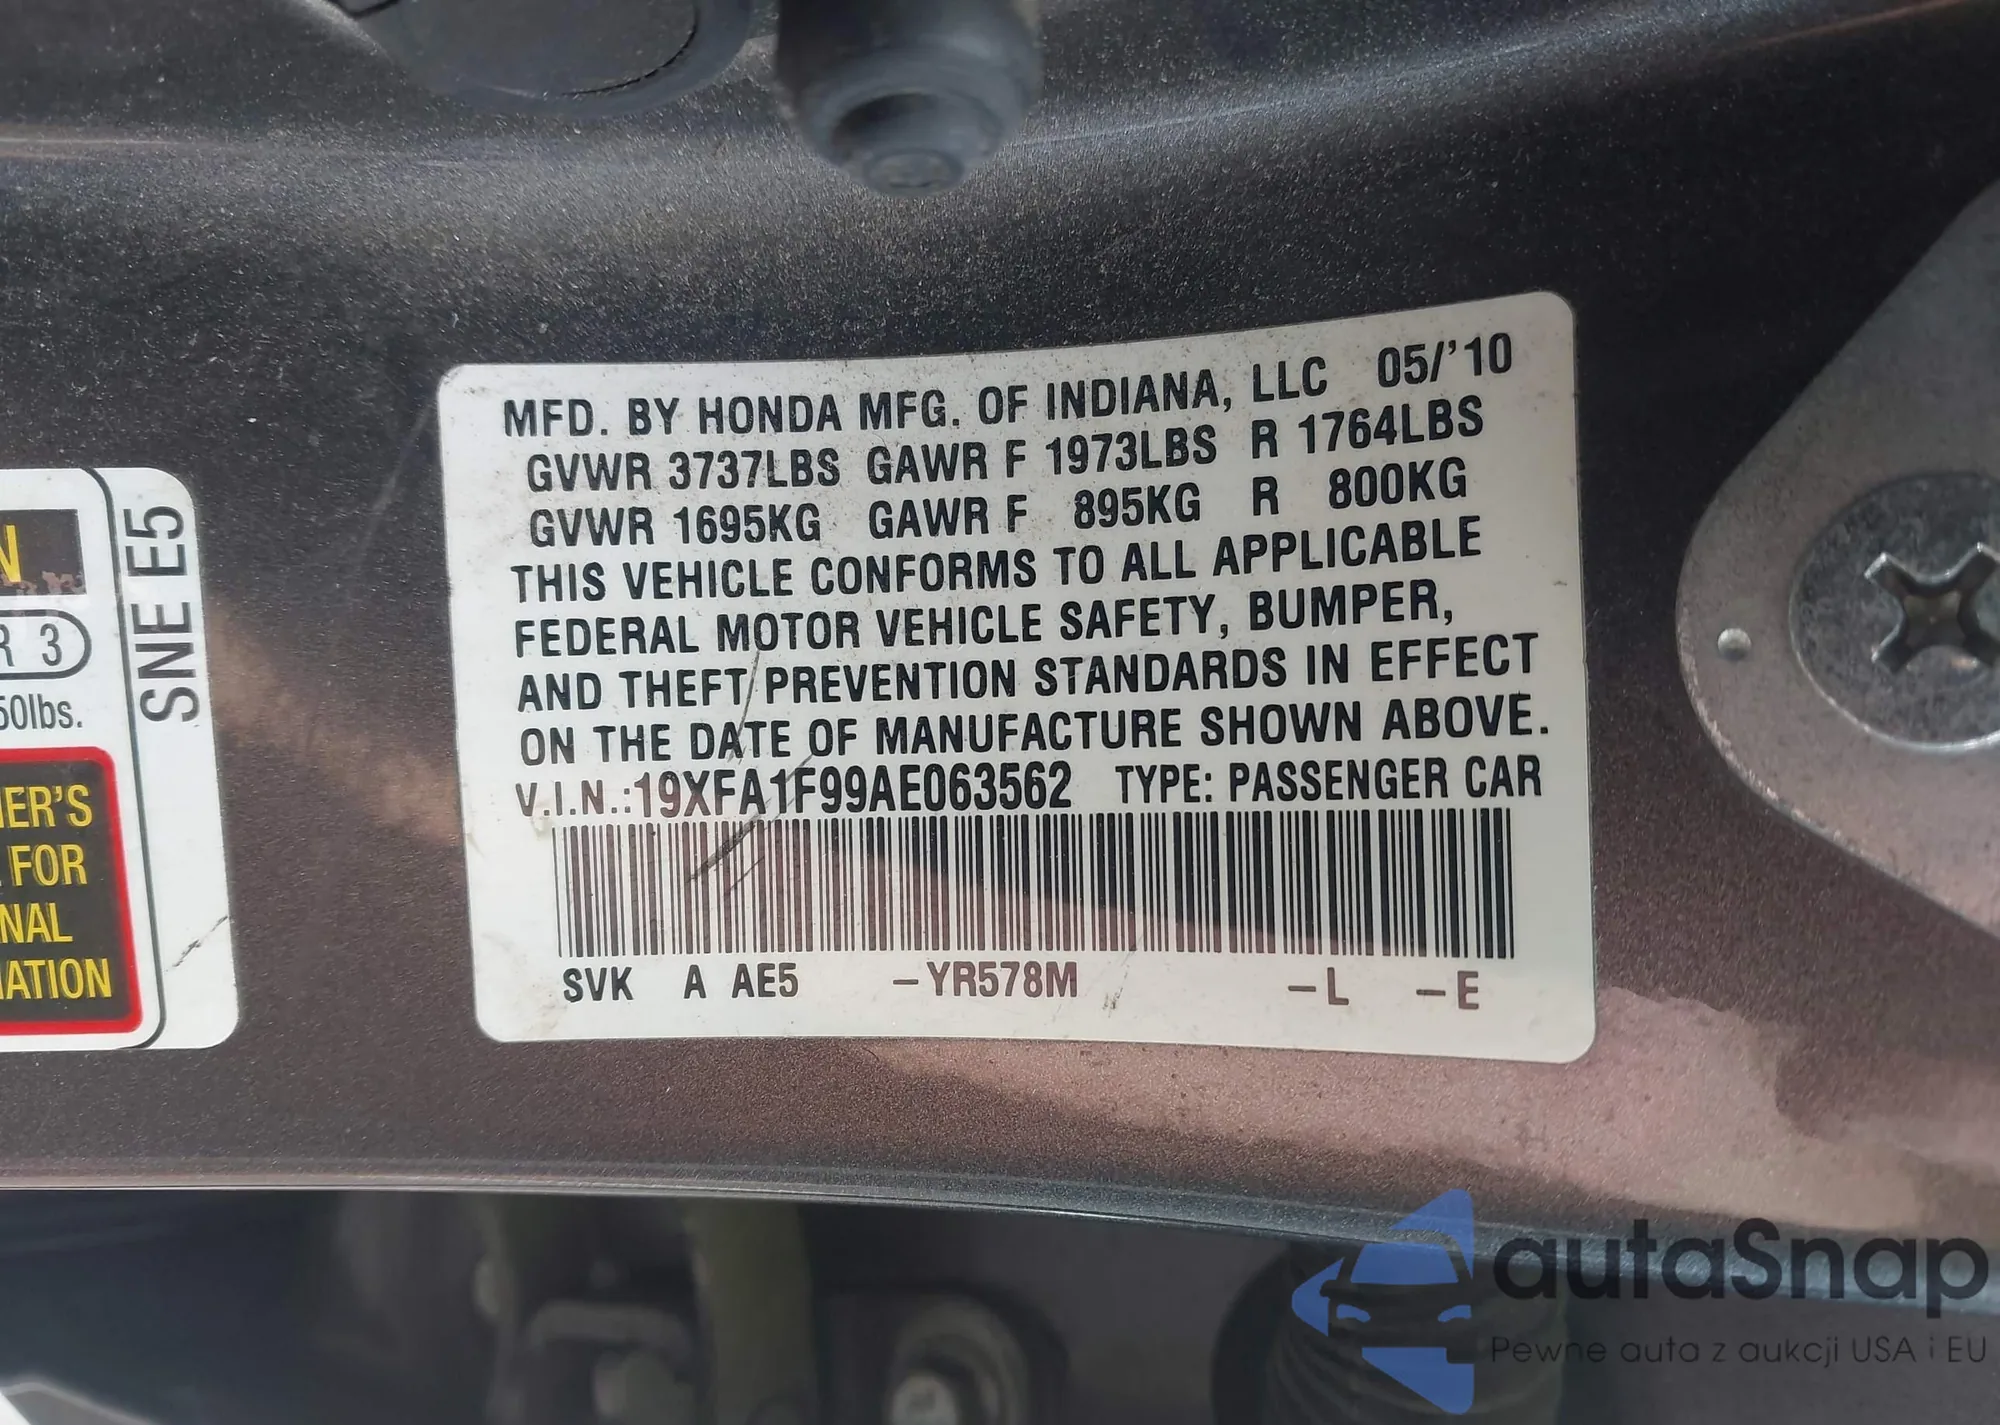 MFD. BY HONDA MFG. OF INDIANA, LLC 05/'10
GVWR 3737LBS GAWR F 1973LBS R 1764LBS
GVWR 1695KG GAWR F 895KG R 800KG
THIS VEHICLE CONFORMS TO ALL APPLICABLE
FEDERAL MOTOR VEHICLE SAFETY, BUMPER,
AND THEFT PREVENTION STANDARDS IN EFFECT
ON THE DATE OF MANUFACTURE SHOWN ABOVE.
V.I.N.:19XFA1F99AE063562 TYPE: PASSENGER CAR
SVK A AE5 -YR578M -L -E
SNE E5
N
R 3
50lbs.
ER'S
FOR
NAL
ATION
autaSnap
Pewne auta z aukcji USA i EU